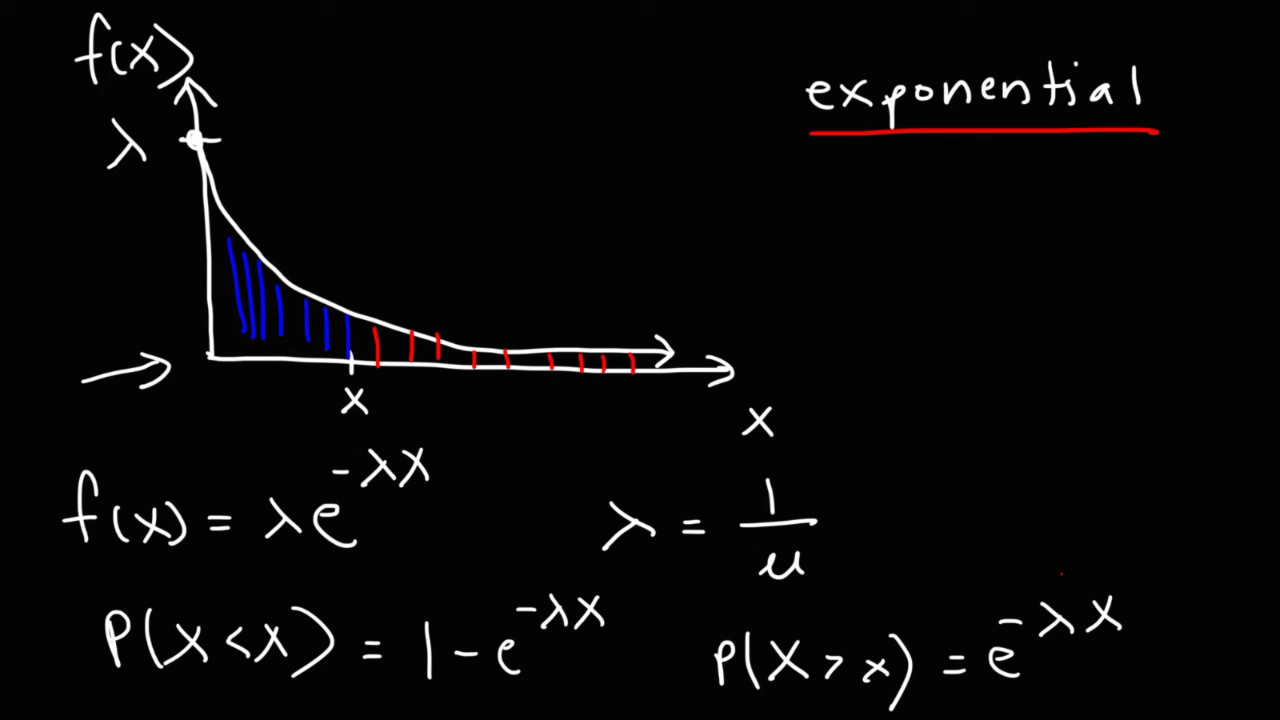 f(x)
exponential
λ
x
x
f(x) = λe^{-λx}
λ = 1/μ
P(X<x) = 1 - e^{-λx}
P(X>x) = e^{-λx}